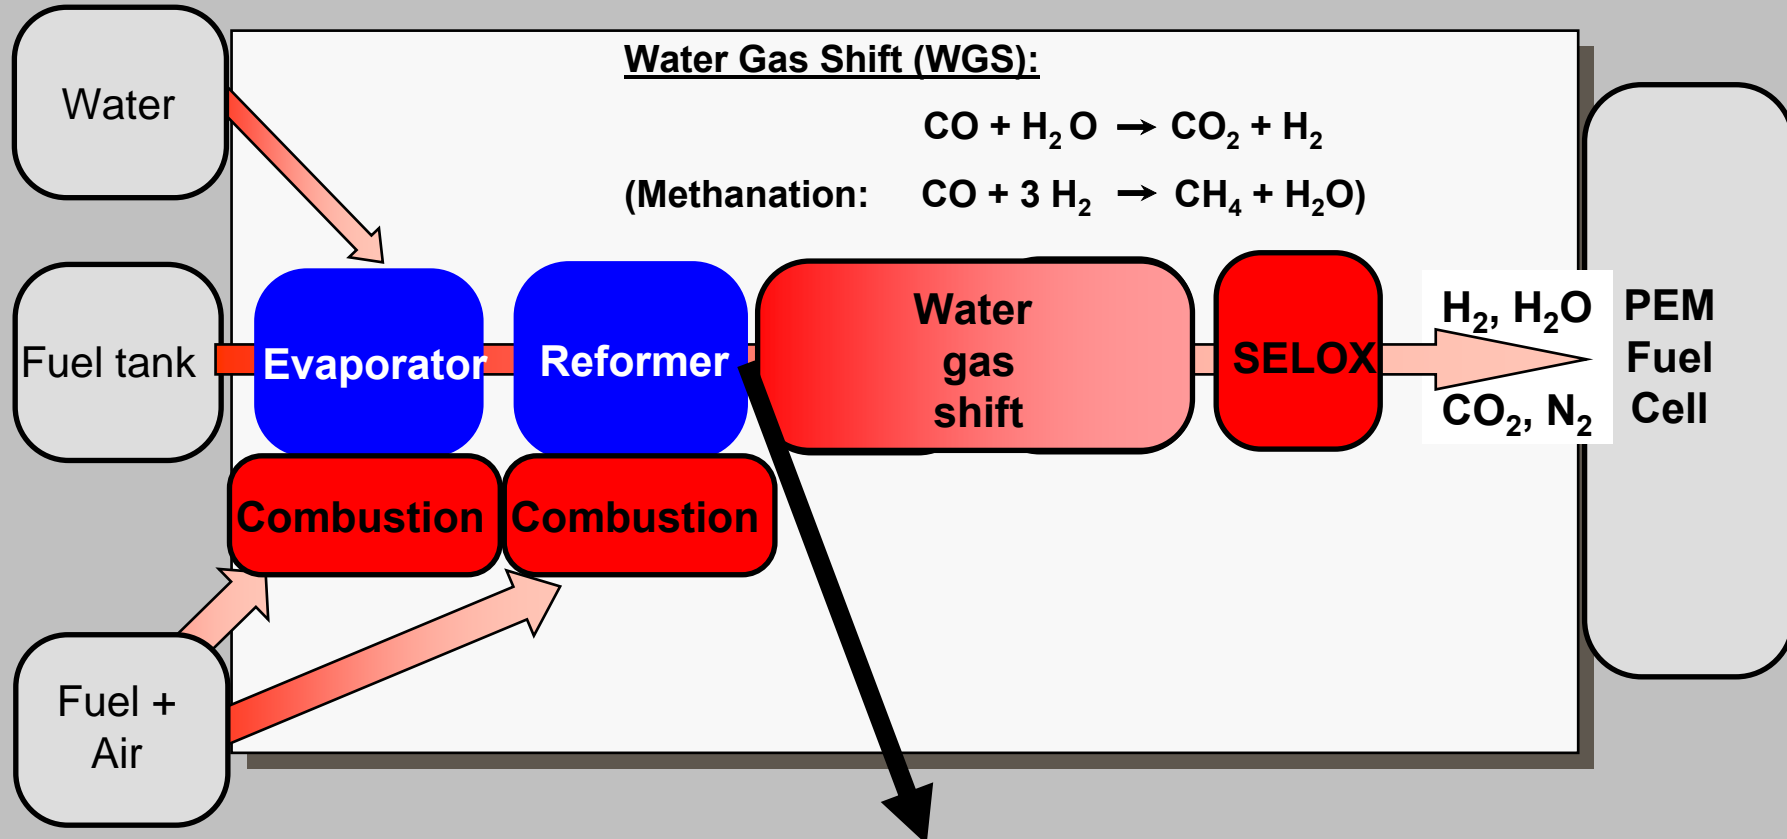 Water Gas Shift (WGS):
CO + H₂ O → CO₂ + H₂
(Methanation: CO + 3 H₂ → CH₄ + H₂O)
Water
Fuel tank
Evaporator
Reformer
Water
gas
shift
SELOX
H₂, H₂O
CO₂, N₂
PEM
Fuel
Cell
Combustion
Combustion
Fuel +
Air